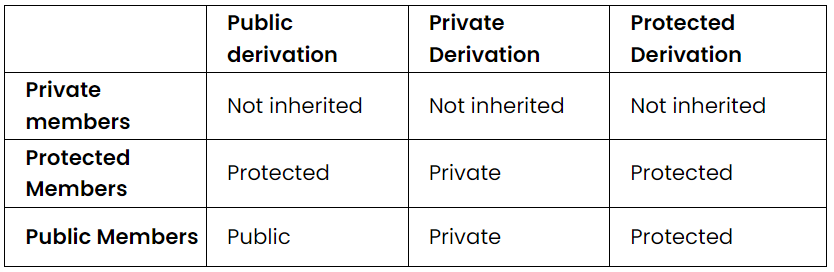 Public Private Protected
derivation Derivation Derivation
Private
members Not inherited Not inherited Not inherited
Protected
Members Protected Private Protected
Public Members Public Private Protected